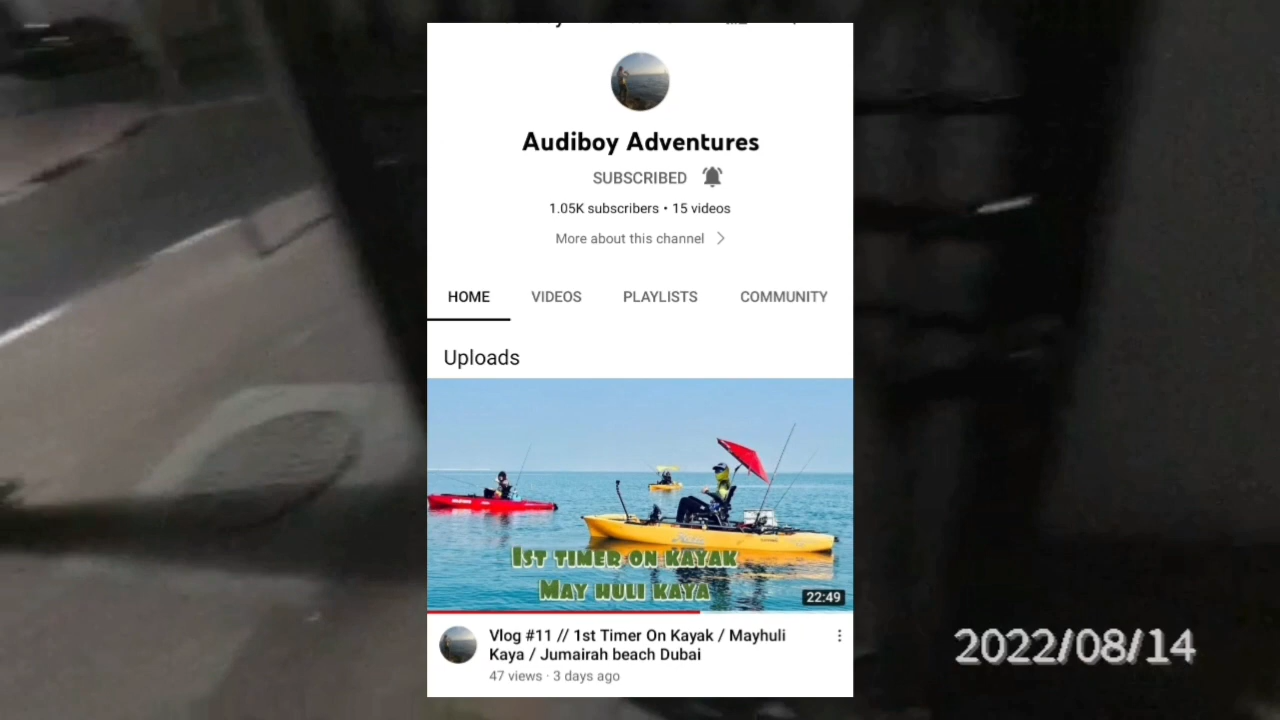 Audiboy Adventures
SUBSCRIBED
1.05K subscribers • 15 videos
More about this channel
HOME VIDEOS PLAYLISTS COMMUNITY
Uploads
1ST TIMER ON KAYAK
MAY HULI KAYA
22:49
Vlog #11 // 1st Timer On Kayak / Mayhuli
Kaya / Jumairah beach Dubai
47 views · 3 days ago
2022/08/14